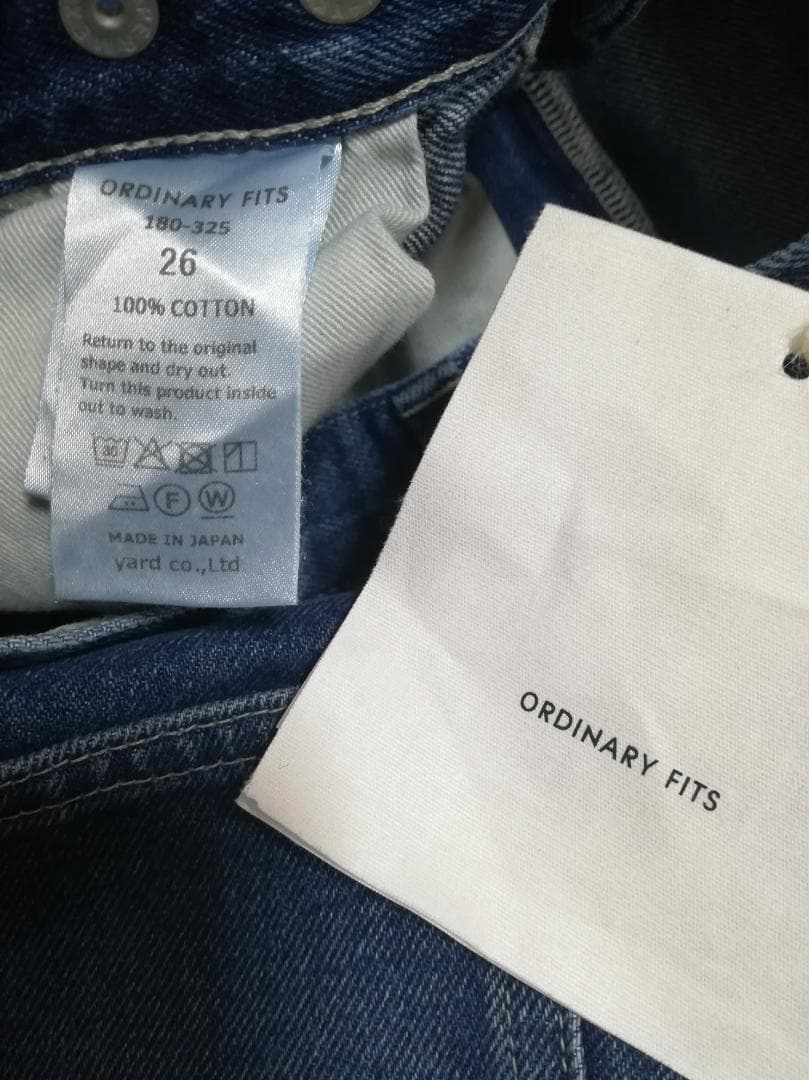 ORDINARY FITS
180-325
26
100% COTTON
Return to the original
shape and dry out.
Turn this product inside
out to wash.
30
F W
MADE IN JAPAN
yard co.,Ltd
ORDINARY FITS